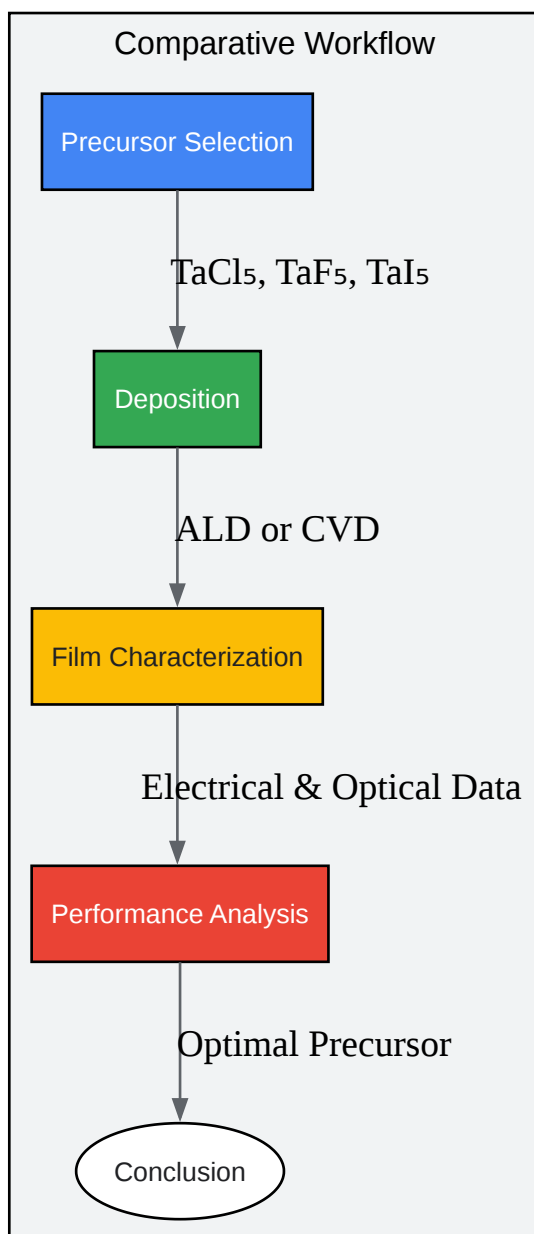 Comparative Workflow
Precursor Selection
TaCl₅, TaF₅, TaI₅
Deposition
ALD or CVD
Film Characterization
Electrical & Optical Data
Performance Analysis
Optimal Precursor
Conclusion